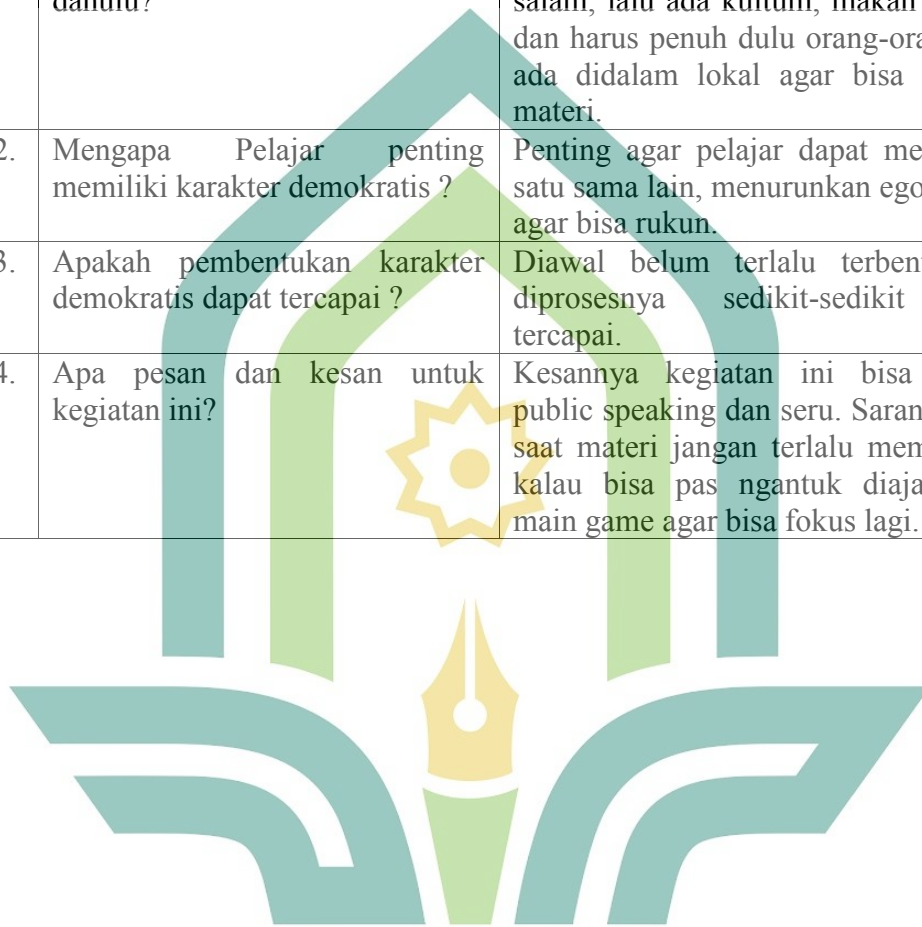 dahulu?
salam, lalu ada kultum, makan
dan harus penuh dulu orang-ora
ada didalam lokal agar bisa
materi.
2.
Mengapa Pelajar penting
memiliki karakter demokratis ?
Penting agar pelajar dapat me
satu sama lain, menurunkan ego
agar bisa rukun.
3.
Apakah pembentukan karakter
demokratis dapat tercapai ?
Diawal belum terlalu terben
diprosesnya sedikit-sedikit
tercapai.
4.
Apa pesan dan kesan untuk
kegiatan ini?
Kesannya kegiatan ini bisa
public speaking dan seru. Saran
saat materi jangan terlalu mem
kalau bisa pas ngantuk diaja
main game agar bisa fokus lagi.